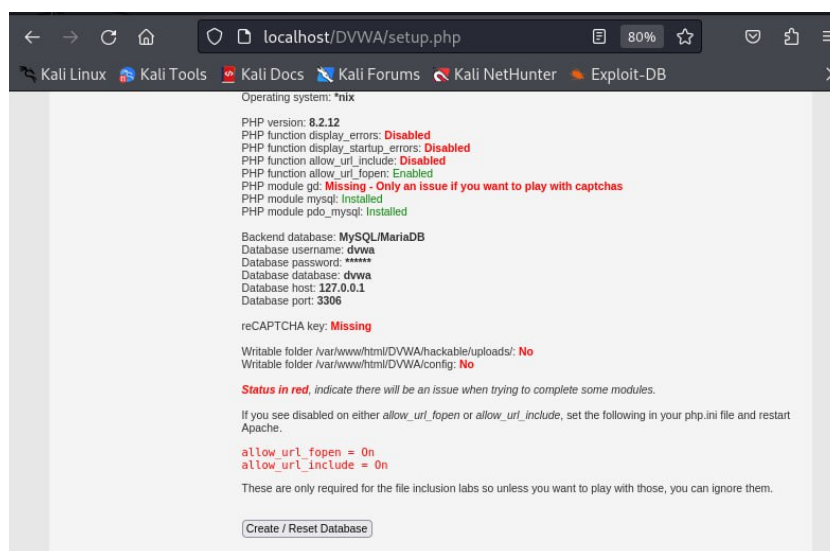 localhost/DVWA/setup.php 80%
Kali Linux Kali Tools Kali Docs Kali Forums Kali NetHunter Exploit-DB
Operating system: *nix
PHP version: 8.2.12
PHP function display_errors: Disabled
PHP function display_startup_errors: Disabled
PHP function allow_url_include: Disabled
PHP function allow_url_fopen: Enabled
PHP module gd: Missing - Only an issue if you want to play with captchas
PHP module mysql: Installed
PHP module pdo_mysql: Installed
Backend database: MySQL/MariaDB
Database username: dvwa
Database password: ******
Database database: dvwa
Database host: 127.0.0.1
Database port: 3306
reCAPTCHA key: Missing
Writable folder /var/www/html/DVWA/hackable/uploads/: No
Writable folder /var/www/html/DVWA/config: No
Status in red, indicate there will be an issue when trying to complete some modules.
If you see disabled on either allow_url_fopen or allow_url_include, set the following in your php.ini file and restart
Apache.
allow_url_fopen = On
allow_url_include = On
These are only required for the file inclusion labs so unless you want to play with those, you can ignore them.
Create / Reset Database